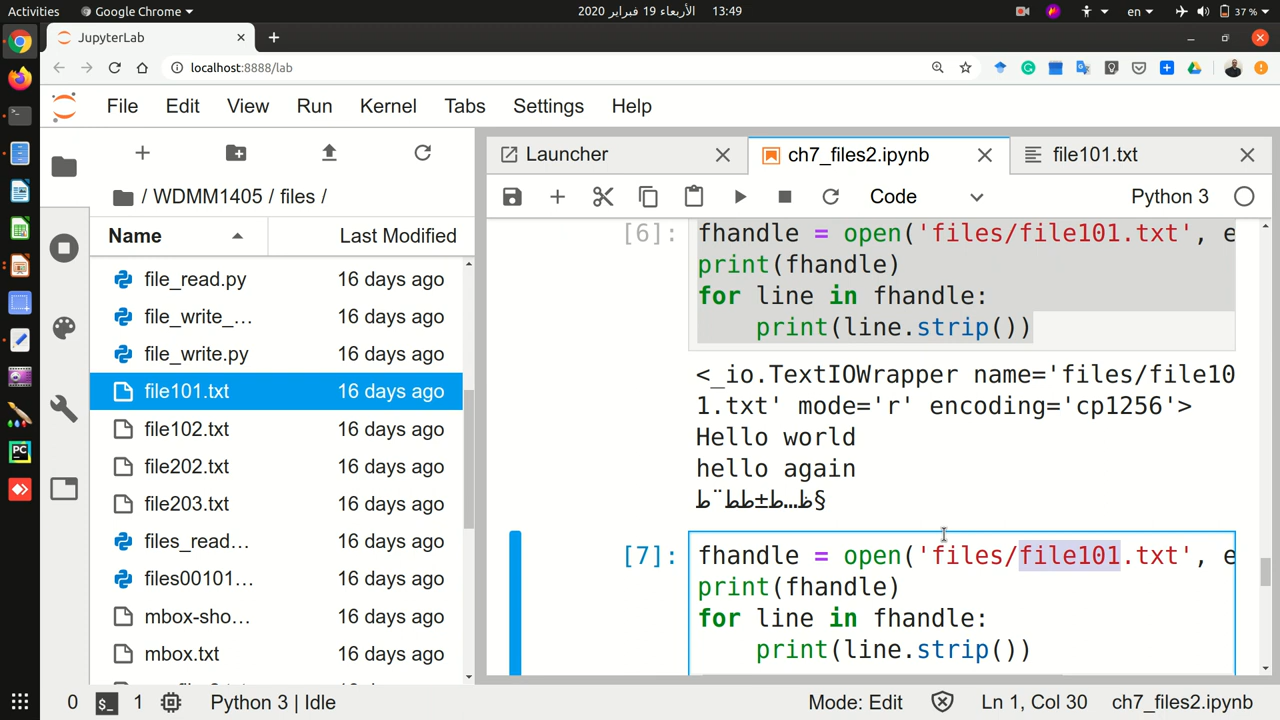 Activities Google Chrome الأربعاء 19 فبراير 2020 13:49 en 37 %
JupyterLab
localhost:8888/lab
File Edit View Run Kernel Tabs Settings Help
Launcher ch7_files2.ipynb file101.txt
/ WDMM1405 / files /
Code Python 3
Name Last Modified
file_read.py 16 days ago
file_write_... 16 days ago
file_write.py 16 days ago
file101.txt 16 days ago
file102.txt 16 days ago
file202.txt 16 days ago
file203.txt 16 days ago
files_read... 16 days ago
files00101... 16 days ago
mbox-sho... 16 days ago
mbox.txt 16 days ago
[6]: fhandle = open('files/file101.txt', e
print(fhandle)
for line in fhandle:
print(line.strip())
<_io.TextIOWrapper name='files/file10
1.txt' mode='r' encoding='cp1256'>
Hello world
hello again
[7]: fhandle = open('files/file101.txt', e
print(fhandle)
for line in fhandle:
print(line.strip())
0 1 Python 3 | Idle Mode: Edit Ln 1, Col 30 ch7_files2.ipynb